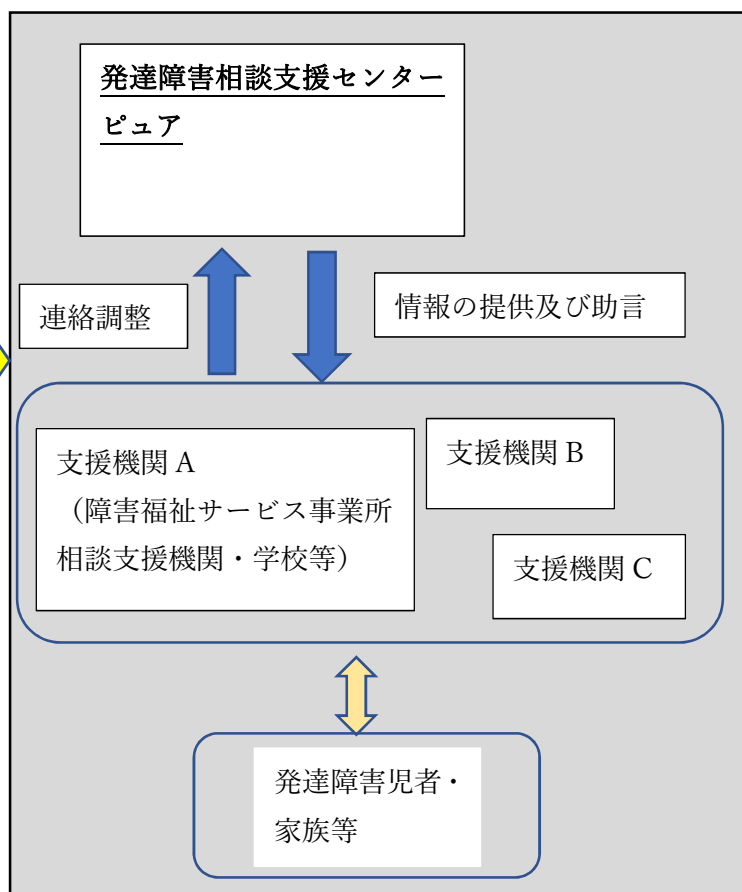 発達障害相談支援センター
ピュア
連絡調整
情報の提供及び助言
支援機関 A
（障害福祉サービス事業所
相談支援機関・学校等）
支援機関 B
支援機関 C
発達障害児者・
家族等